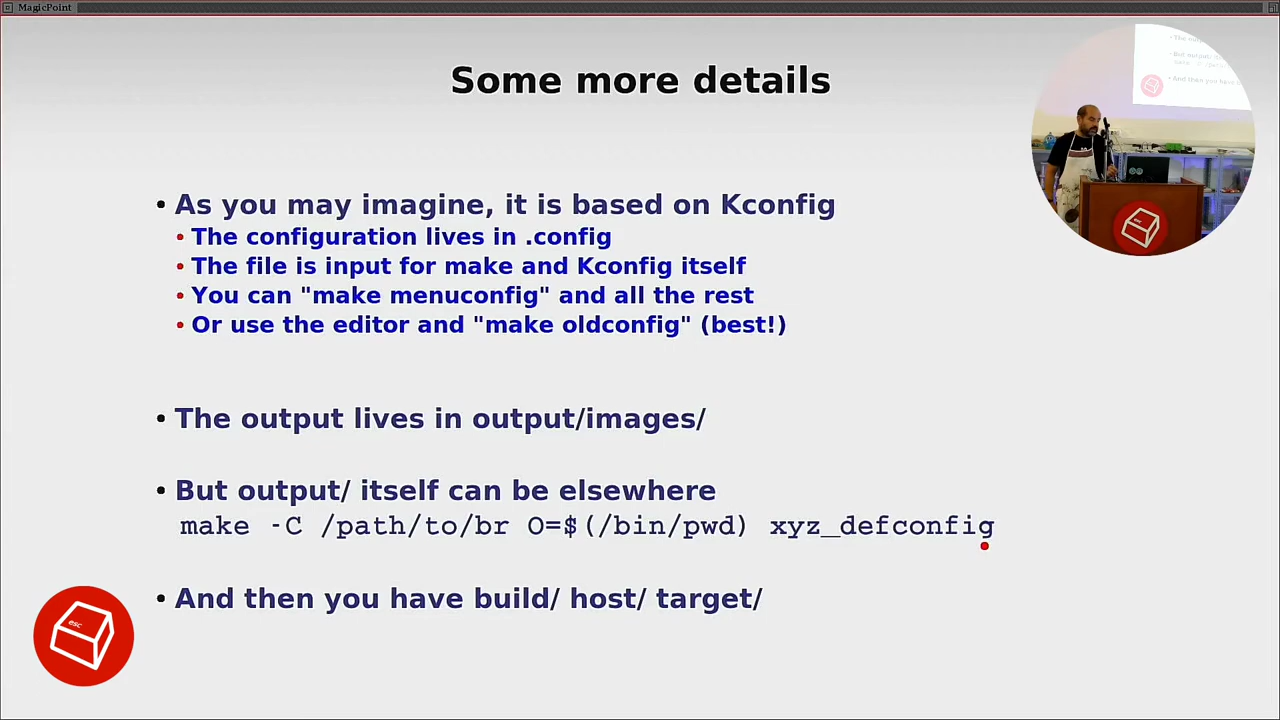 MagicPoint
Some more details
As you may imagine, it is based on Kconfig
The configuration lives in .config
The file is input for make and Kconfig itself
You can "make menuconfig" and all the rest
Or use the editor and "make oldconfig" (best!)
The output lives in output/images/
But output/ itself can be elsewhere
make -C /path/to/br O=$(/bin/pwd) xyz_defconfig
And then you have build/ host/ target/
esc